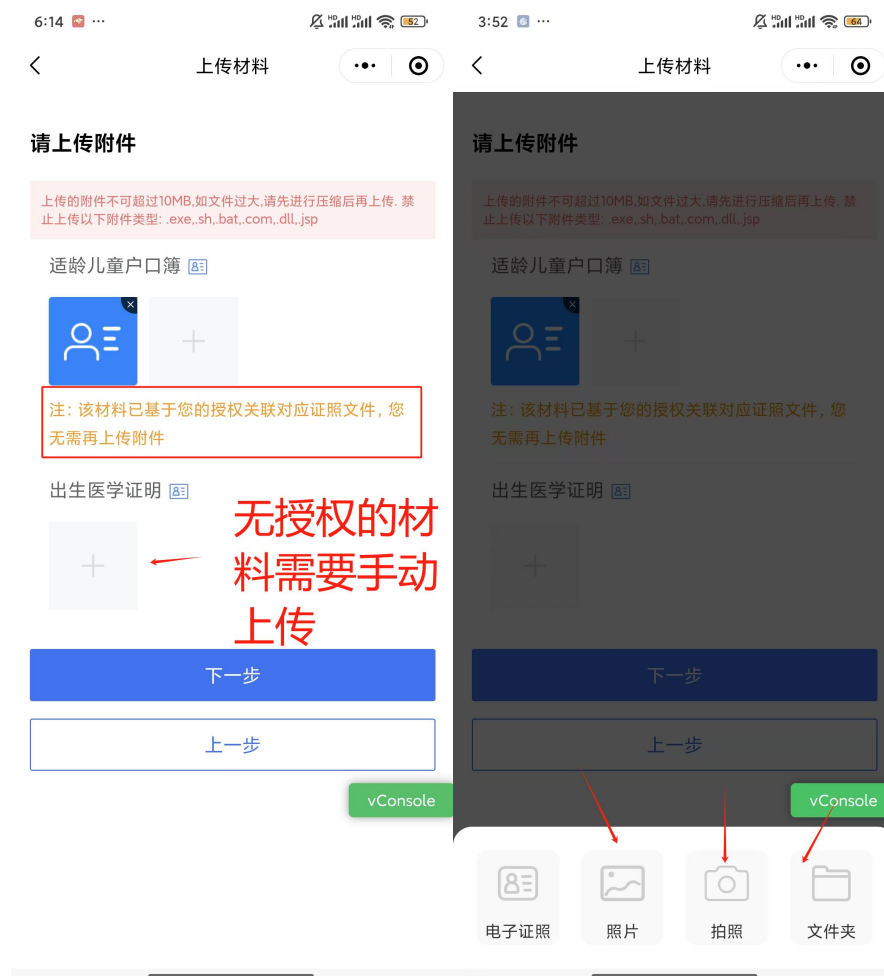 6:14
52
上传材料
请上传附件
上传的附件不可超过10MB,如文件过大,请先进行压缩后再上传. 禁
止上传以下附件类型: .exe,.sh,.bat,.com,.dll,.jsp
适龄儿童户口簿
注: 该材料已基于您的授权关联对应证照文件, 您
无需再上传附件
出生医学证明
无授权的材
料需要手动
上传
下一步
上一步
vConsole
3:52
64
上传材料
请上传附件
上传的附件不可超过10MB,如文件过大,请先进行压缩后再上传. 禁
止上传以下附件类型: .exe,.sh,.bat,.com,.dll,.jsp
适龄儿童户口簿
注: 该材料已基于您的授权关联对应证照文件, 您
无需再上传附件
出生医学证明
下一步
上一步
vConsole
电子证照
照片
拍照
文件夹